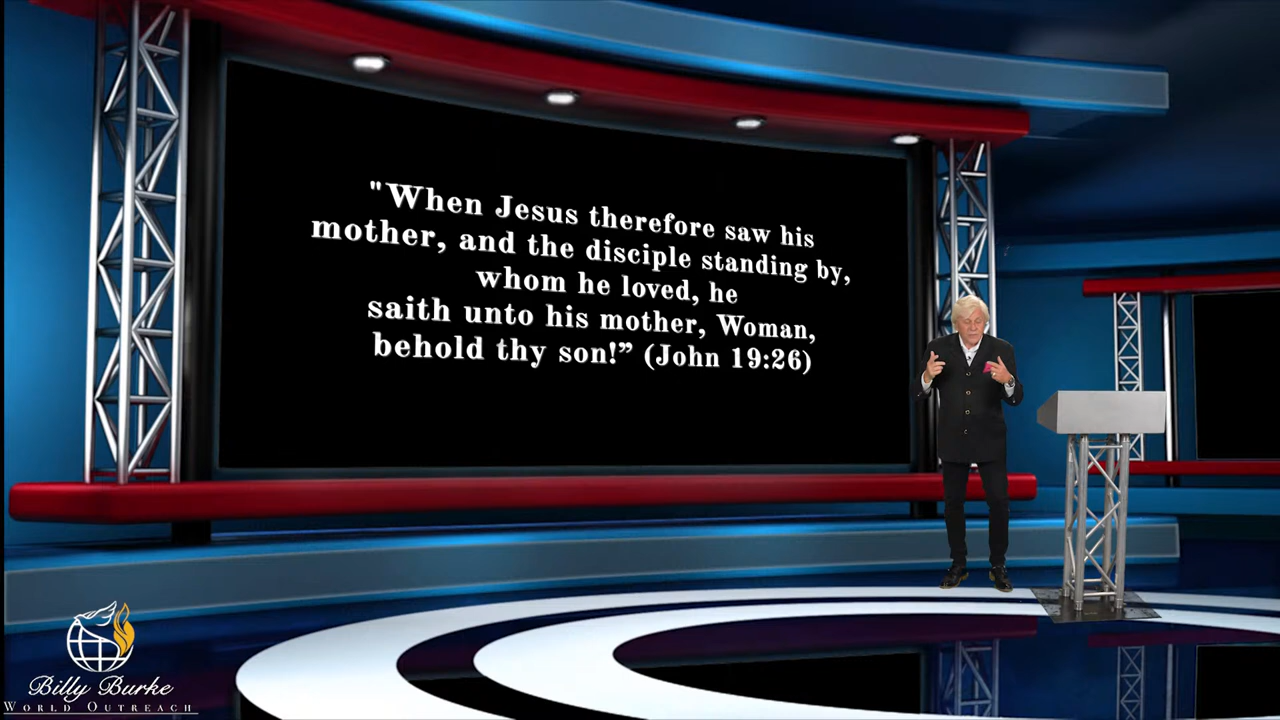 "When Jesus therefore saw his
mother, and the disciple standing by,
whom he loved, he
saith unto his mother, Woman,
behold thy son!” (John 19:26)
Billy Burke
WORLD OUTREACH